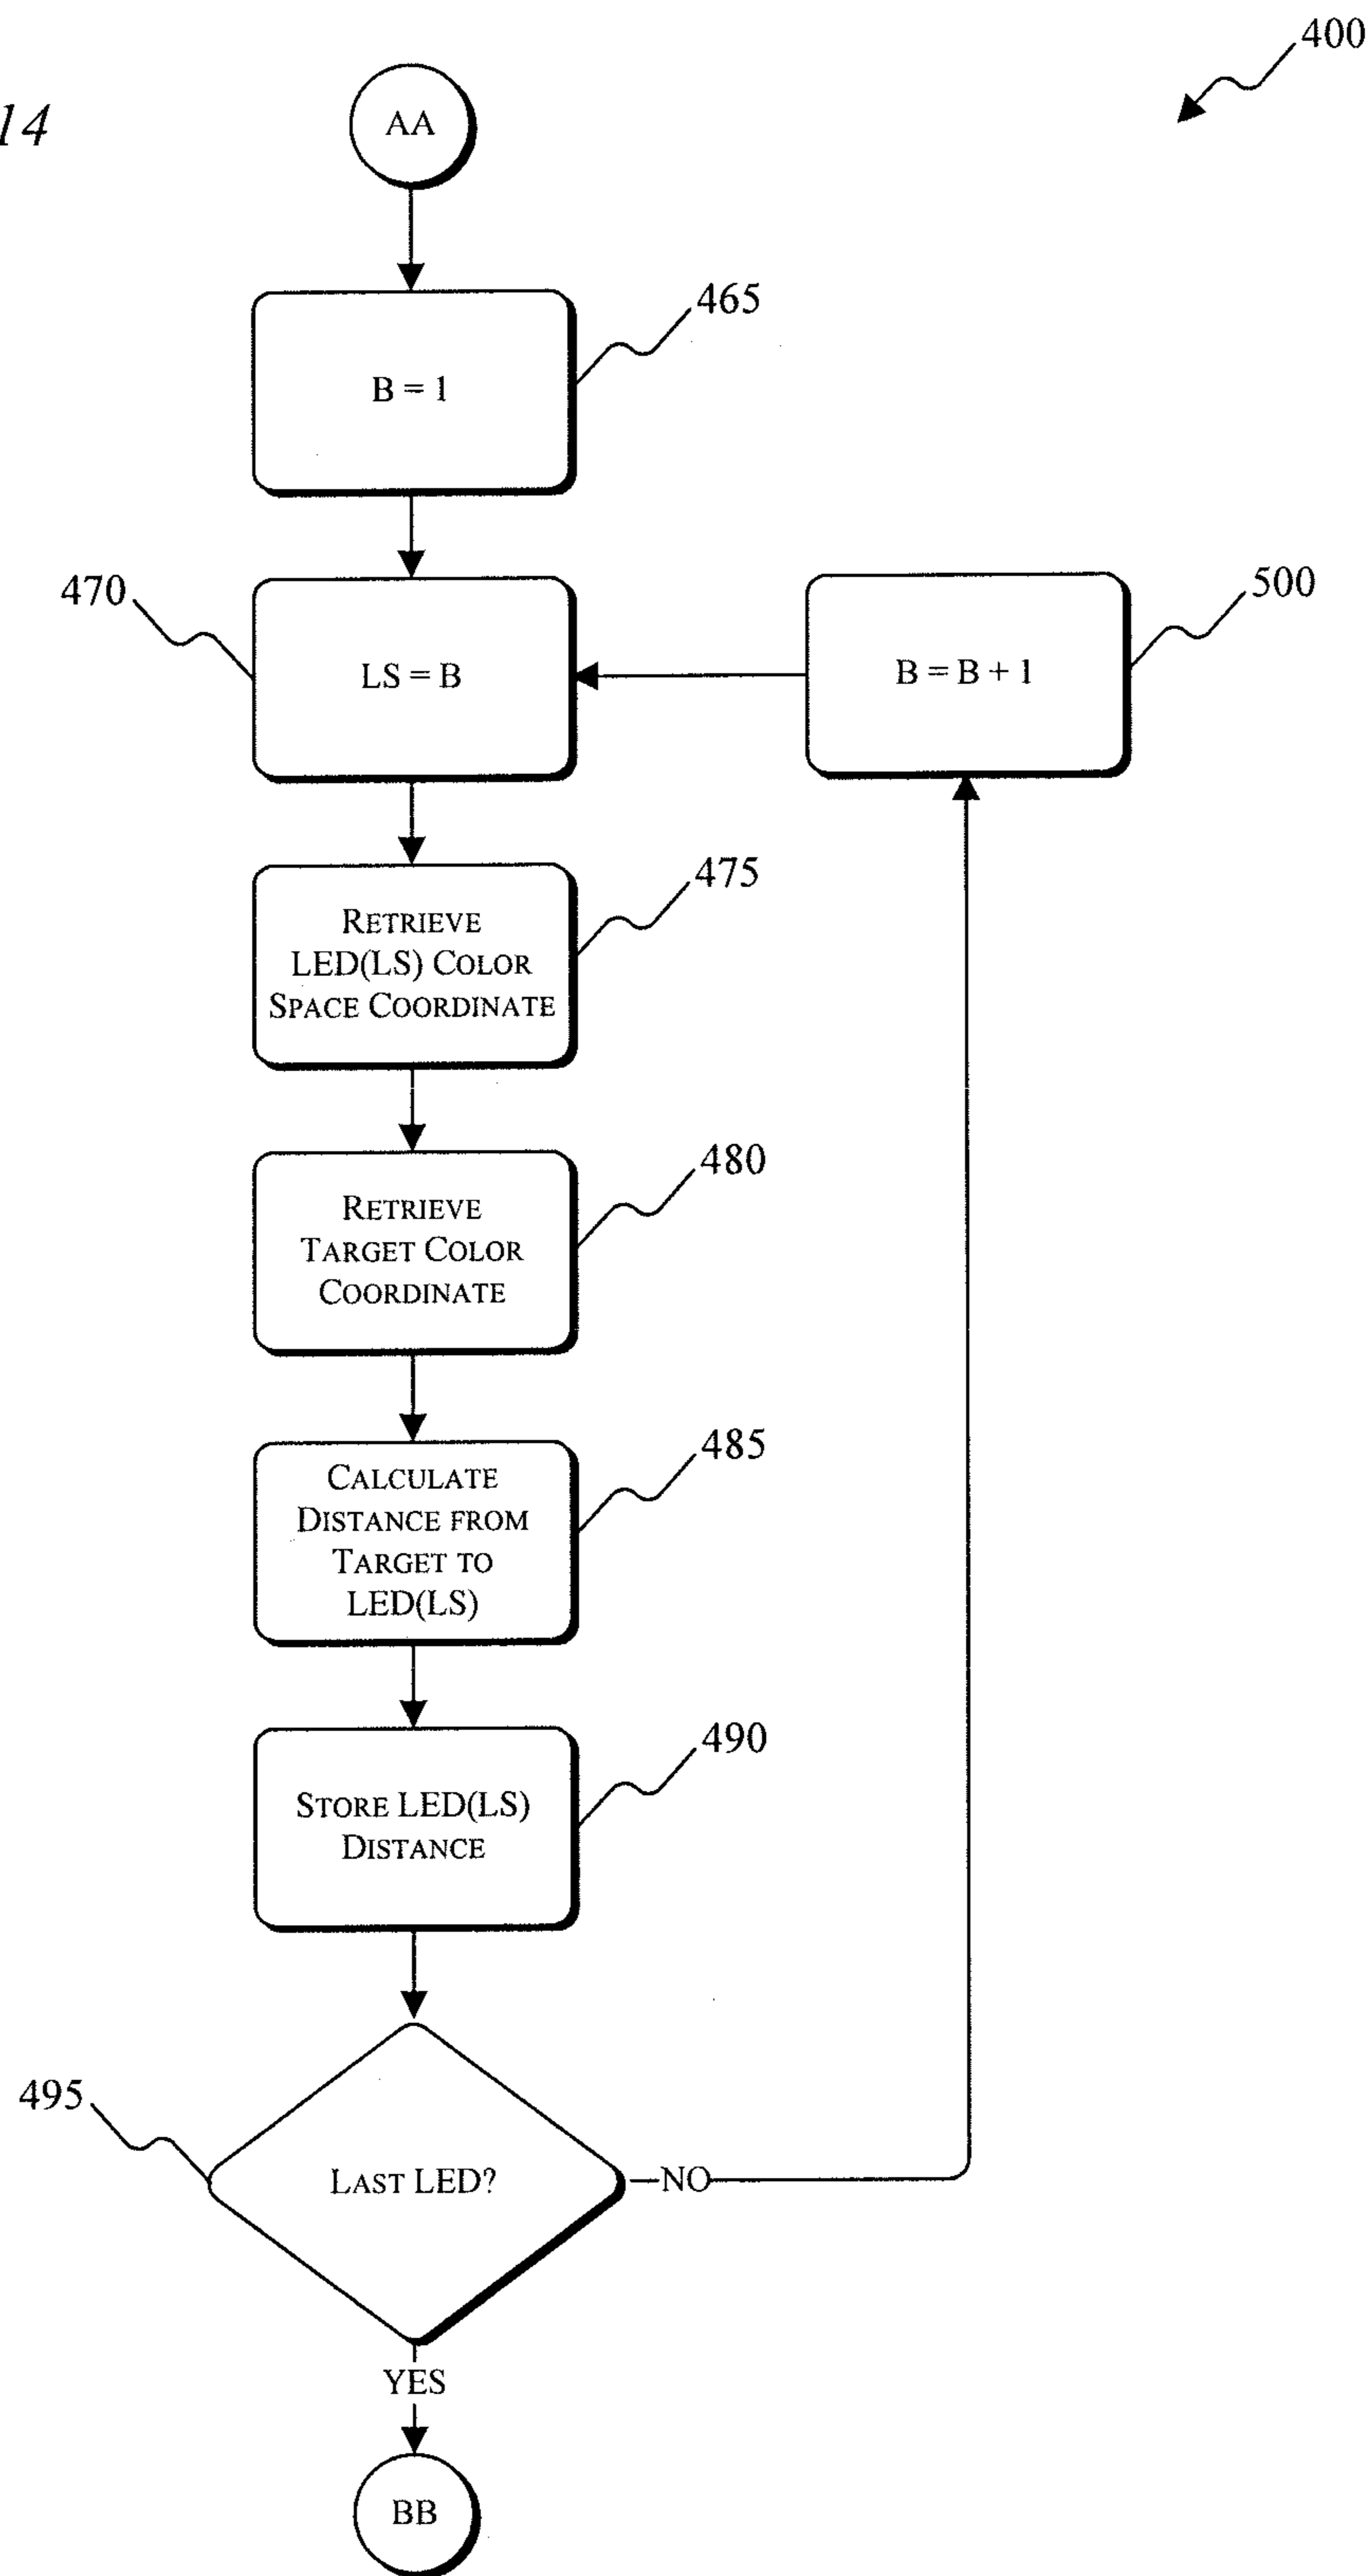 400
14
AA
465
B = 1
470
LS = B
500
B = B + 1
475
RETRIEVE
LED(LS) COLOR
SPACE COORDINATE
480
RETRIEVE
TARGET COLOR
COORDINATE
485
CALCULATE
DISTANCE FROM
TARGET TO
LED(LS)
490
STORE LED(LS)
DISTANCE
495
LAST LED?
NO
YES
BB